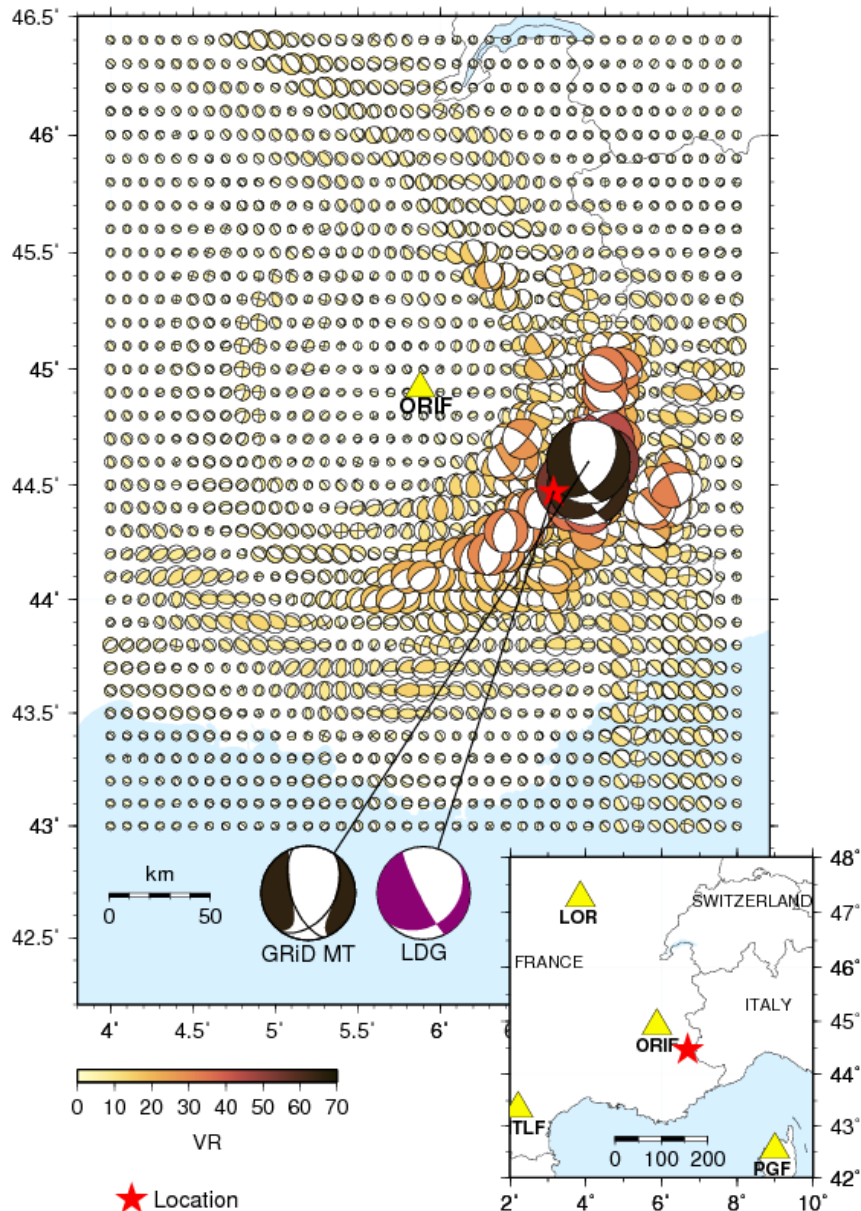 46.5˚
46˚
45.5˚
45˚
44.5˚
44˚
43.5˚
43˚
42.5˚
ORIF
km
0 50
GRiD MT
LDG
4˚ 4.5˚ 5˚ 5.5˚ 6˚
0 10 20 30 40 50 60 70
VR
Location
48˚
47˚
46˚
45˚
44˚
43˚
42˚
LOR
SWITZERLAND
FRANCE
ITALY
ORIF
TLF
0 100 200
PGF
2˚ 4˚ 6˚ 8˚ 10˚